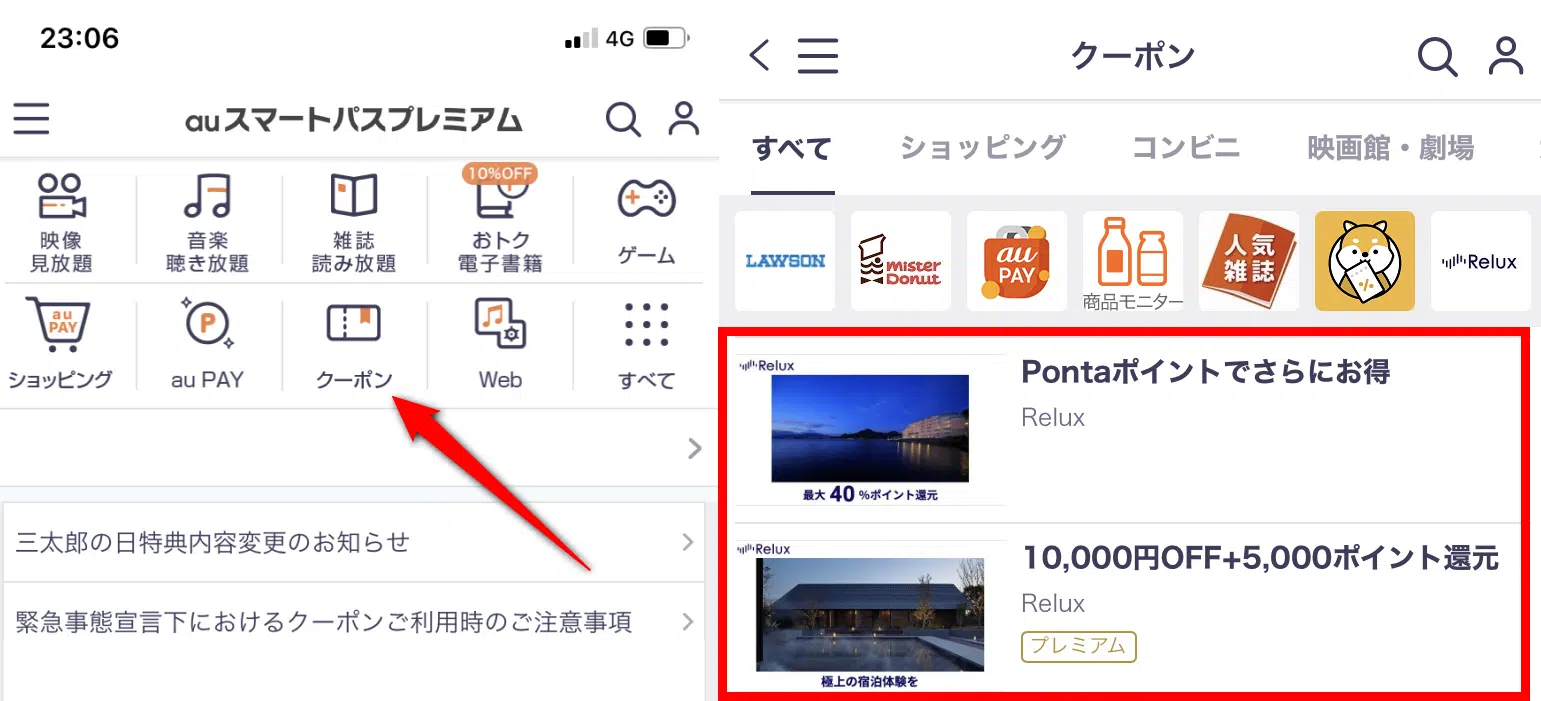 23:06
4G
auスマートパスプレミアム
10%OFF
映像
見放題
音楽
聴き放題
雑誌
読み放題
おトク
電子書籍
ゲーム
au
PAY
P
ショッピング
au PAY
クーポン
Web
すべて
三太郎の日特典内容変更のお知らせ
緊急事態宣言下におけるクーポンご利用時のご注意事項
クーポン
すべて
ショッピング
コンビニ
映画館・劇場
LAWSON
mister
Donut
au
PAY
商品モニター
人気
雑誌
%
Relux
Relux
最大 40 %ポイント還元
Pontaポイントでさらにお得
Relux
Relux
極上の宿泊体験を
10,000円OFF+5,000ポイント還元
Relux
プレミアム